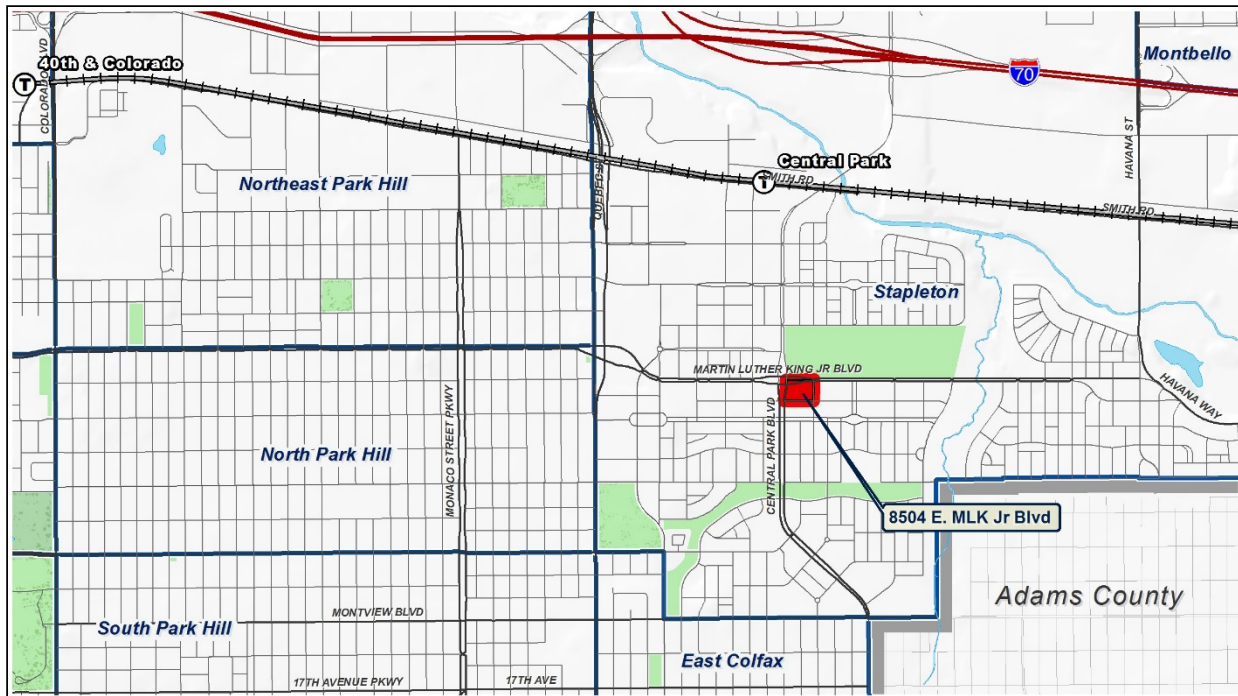 Montbello
40th & Colorado
T
COLORADO BLVD
70
HAVANA ST
Central Park
T
SMITH RD
SMITH RD
Northeast Park Hill
Stapleton
MARTIN LUTHER KING JR BLVD
HAVANA WAY
MONACO STREET PKWY
CENTRAL PARK BLVD
North Park Hill
8504 E. MLK Jr Blvd
Adams County
MONTVIEW BLVD
South Park Hill
East Colfax
17TH AVENUE PKWY
17TH AVE